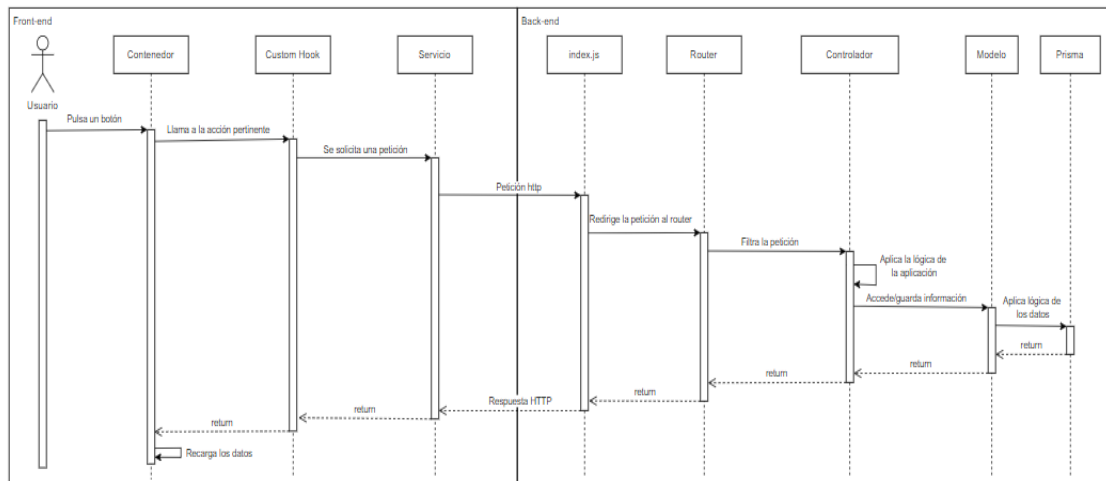 Front-end
Back-end
Contenedor
Custom Hook
Servicio
index.js
Router
Controlador
Modelo
Prisma
Usuario
Pulsa un botón
Llama a la acción pertinente
Se solicita una petición
Petición http
Redirige la petición al router
Filtra la petición
Aplica la lógica de
la aplicación
Accede/guarda información
Aplica lógica de
los datos
return
return
return
return
Respuesta HTTP
return
return
Recarga los datos